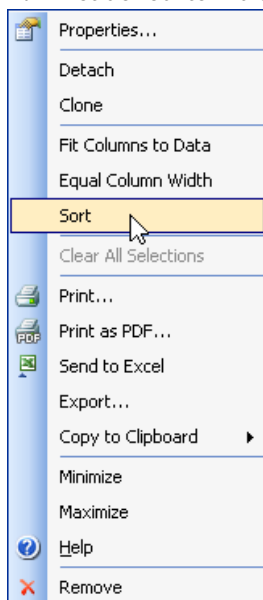 Properties...
Detach
Clone
Fit Columns to Data
Equal Column Width
Sort
Clear All Selections
Print...
PDF Print as PDF...
Send to Excel
Export...
Copy to Clipboard
Minimize
Maximize
Help
Remove